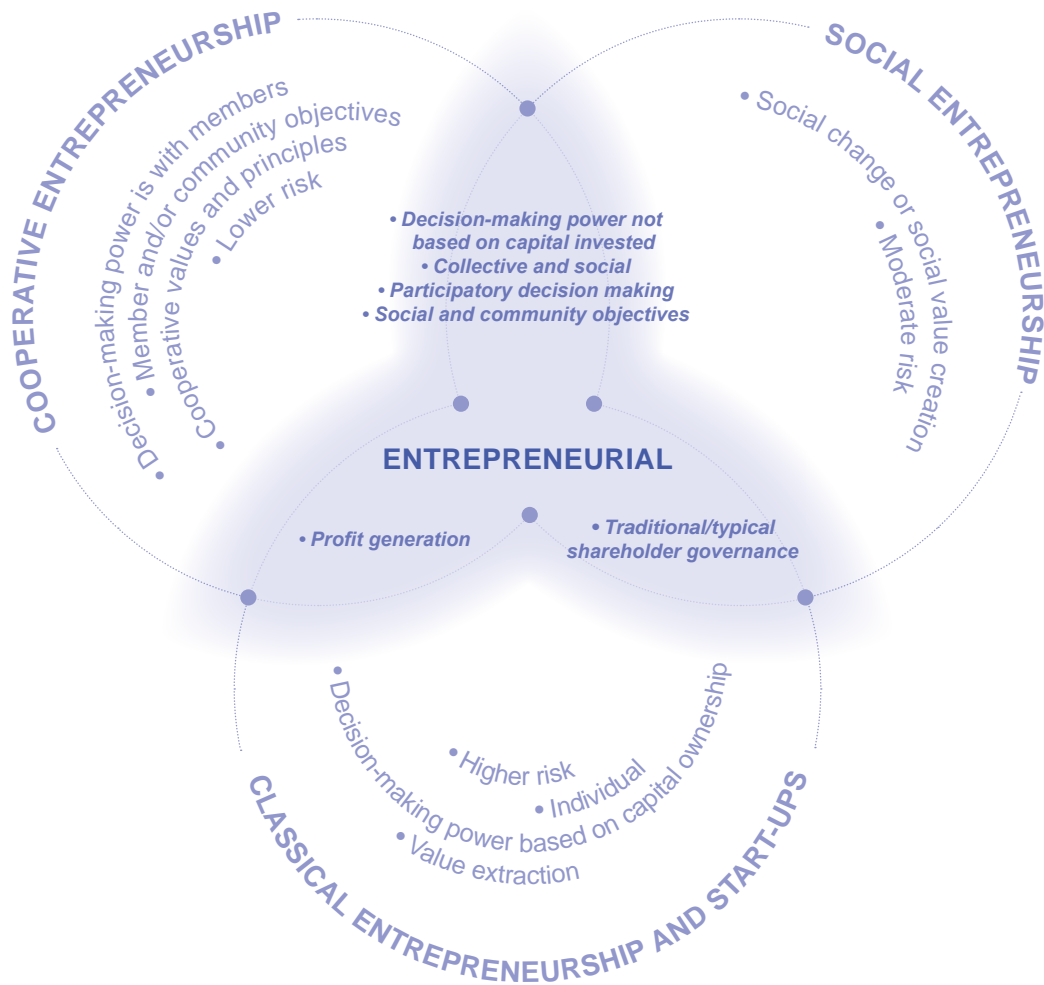 COOPERATIVE ENTREPRENEURSHIP
• Decision-making power is with members
• Member and/or community objectives
• Cooperative values and principles
• Lower risk
SOCIAL ENTREPRENEURSHIP
• Social change or social value creation
• Moderate risk
• Decision-making power not
based on capital invested
• Collective and social
• Participatory decision making
• Social and community objectives
ENTREPRENEURIAL
• Profit generation
• Traditional/typical
shareholder governance
• Decision-making power based on capital ownership
• Higher risk
• Individual
• Value extraction
CLASSICAL ENTREPRENEURSHIP AND START-UPS